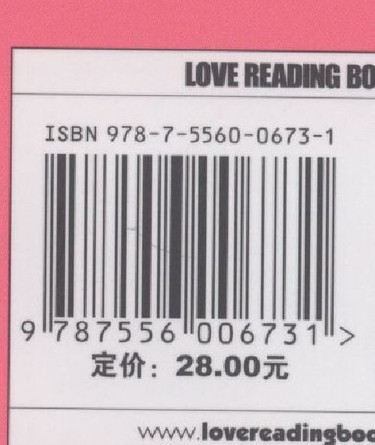 LOVE READING BO
ISBN 978-7-5560-0673-1
9 787556 006731 >
定价：28.00元
www.lovereadingboo